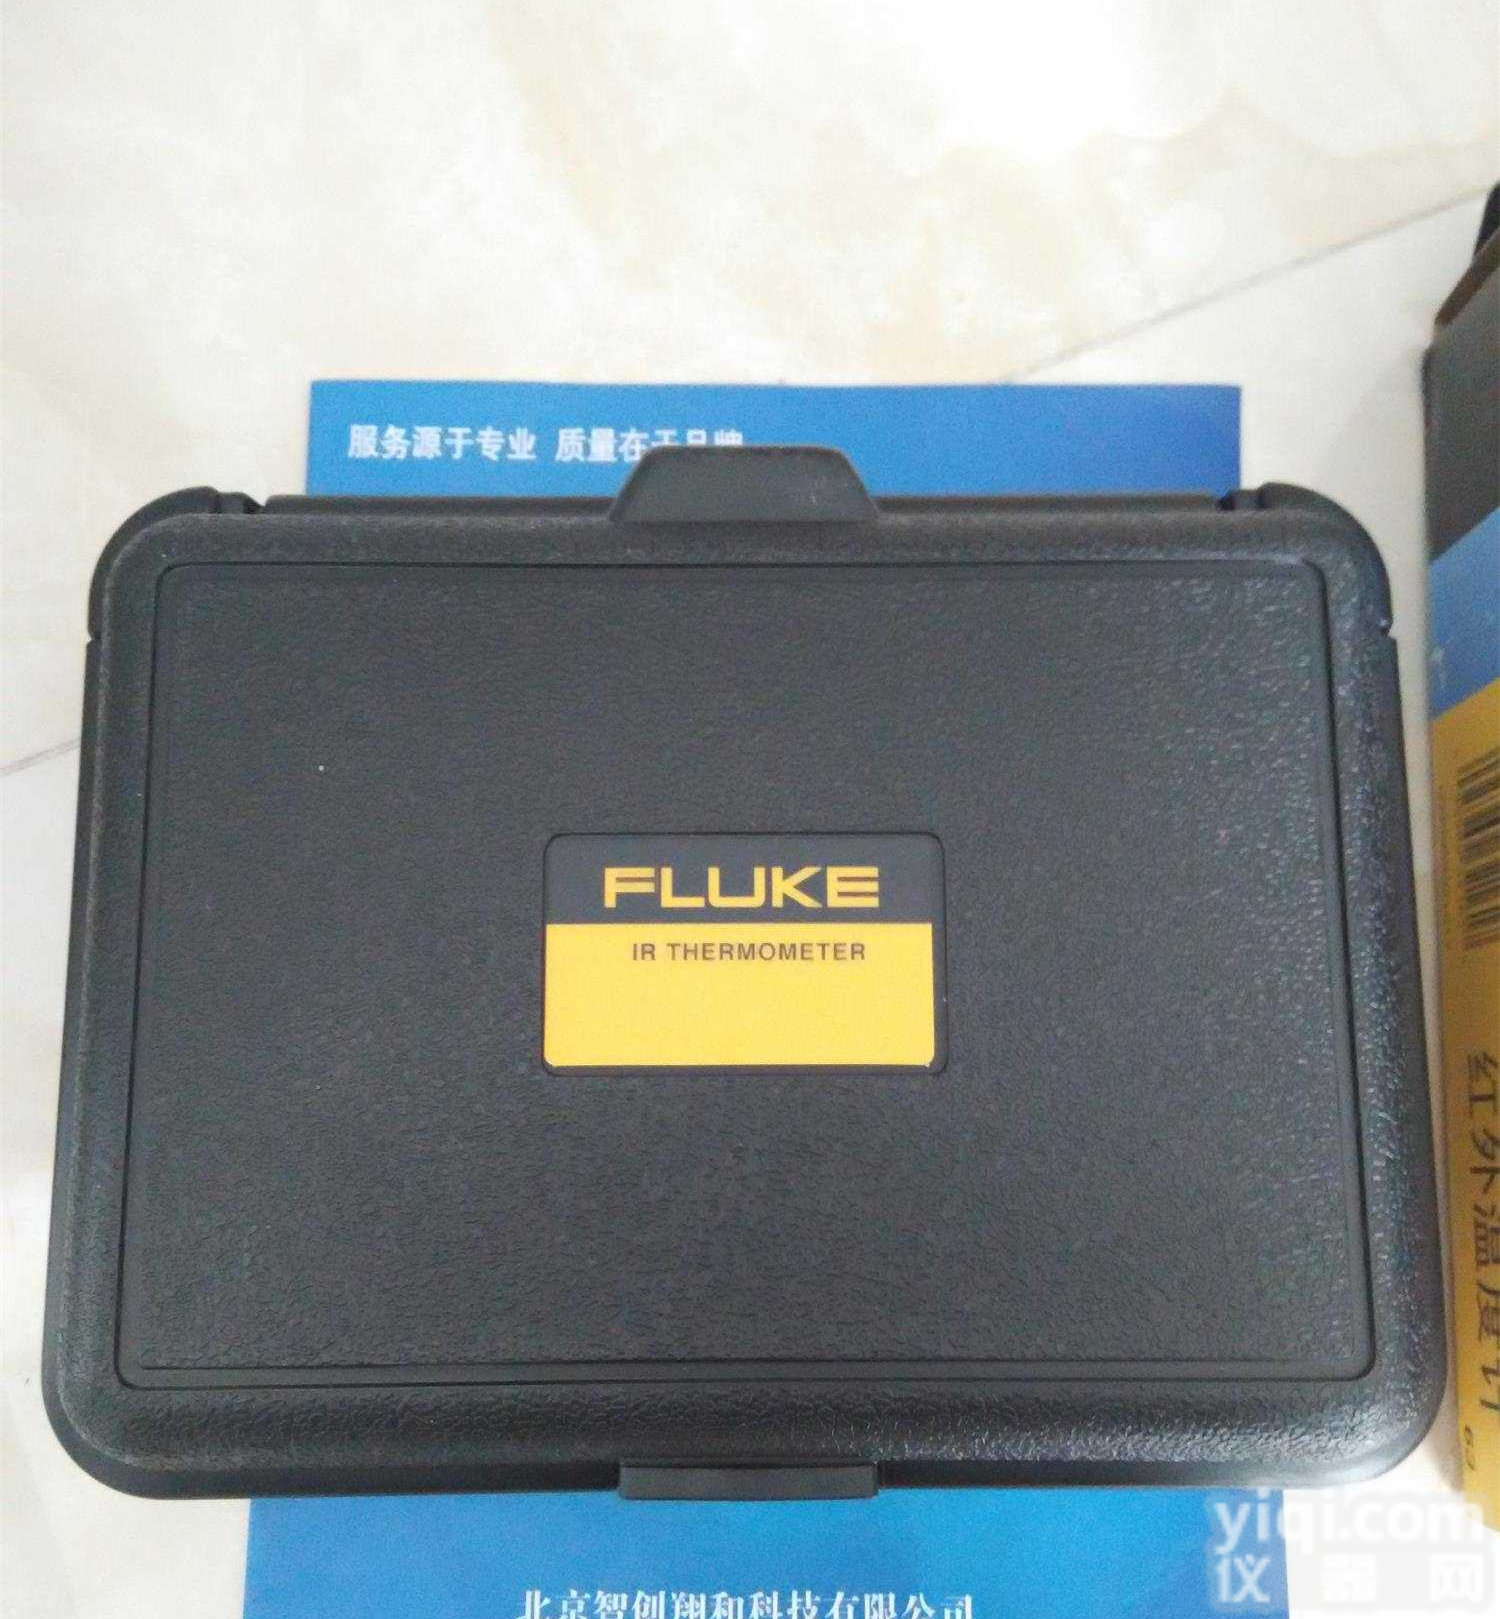 服务源于专业 质量在于品牌
FLUKE
IR THERMOMETER
红外温度计
北京智创翔和科技有限公司
yiqi.com
仪器网